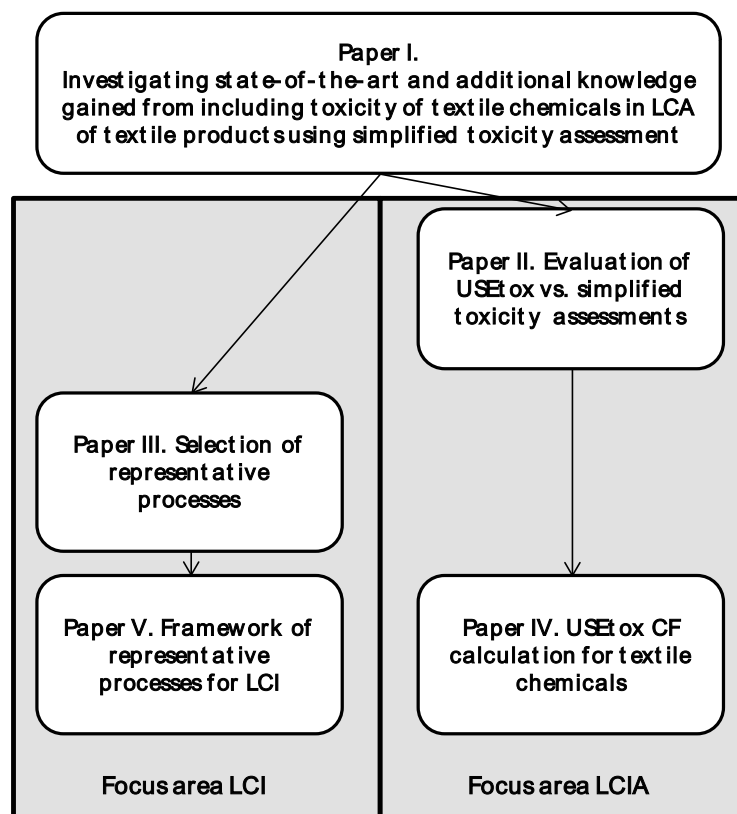 Paper I.
Investigating state-of-the-art and additional knowledge
gained from including toxicity of textile chemicals in LCA
of textile products using simplified toxicity assessment
Paper II. Evaluation of
USEtox vs. simplified
toxicity assessments
Paper III. Selection of
representative
processes
Paper V. Framework of
representative
processes for LCI
Paper IV. USEtox CF
calculation for textile
chemicals
Focus area LCI
Focus area LCIA